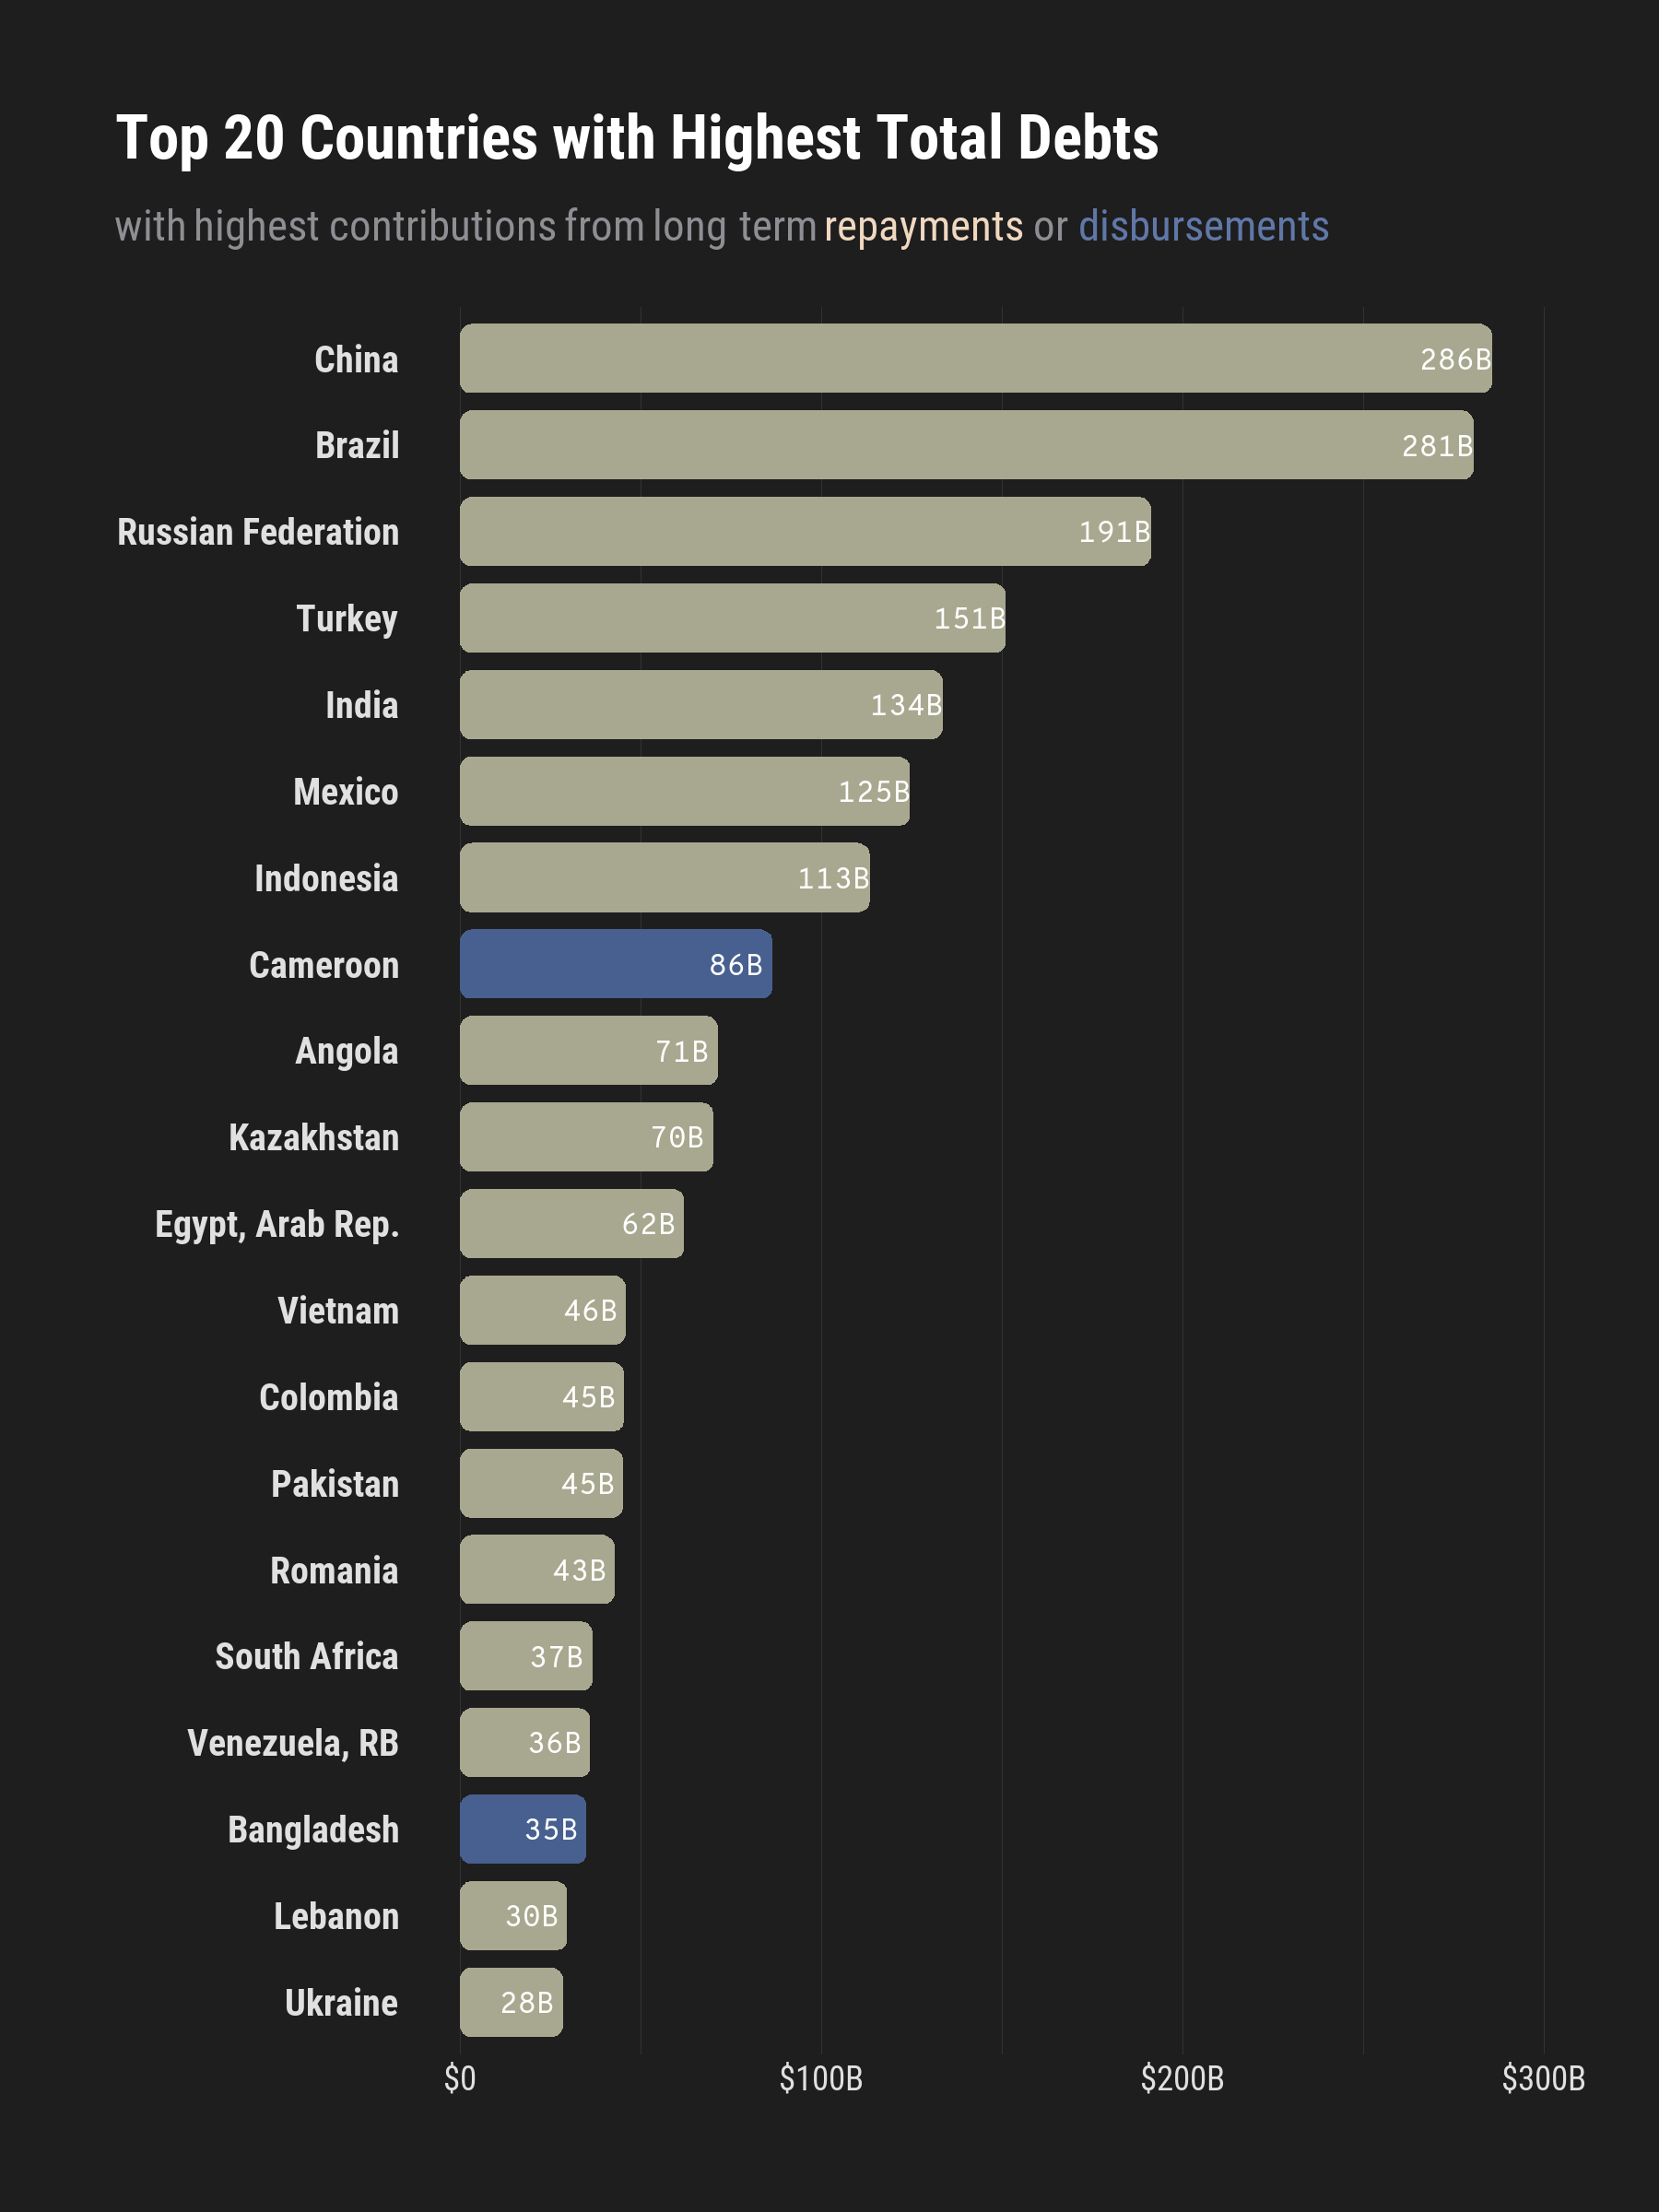 Top 20 Countries with Highest Total Debts
with highest contributions from long term repayments or disbursements
China 286B
Brazil 281B
Russian Federation 191B
Turkey 151B
India 134B
Mexico 125B
Indonesia 113B
Cameroon 86B
Angola 71B
Kazakhstan 70B
Egypt, Arab Rep. 62B
Vietnam 46B
Colombia 45B
Pakistan 45B
Romania 43B
South Africa 37B
Venezuela, RB 36B
Bangladesh 35B
Lebanon 30B
Ukraine 28B
$0 $100B $200B $300B